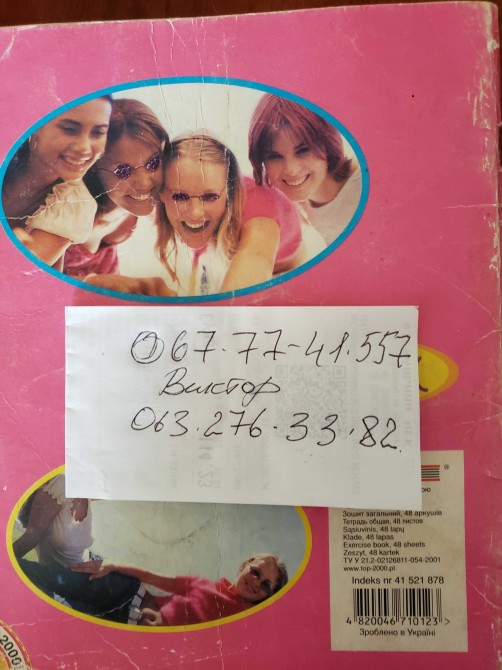 067.77-41.557
Виктор
063.276.33.82.
®
ою
Зошит загальний, 48 аркушів
Тетрадь общая, 48 листов
Sąsiuvinis, 48 lapų
Klade, 48 lapas
Exercise book, 48 sheets
Zeszyt, 48 kartek
ТУ У 21.2-02126811-054-2001
www.top-2000.pl
Indeks nr 41 521 878
4 820046 710123 >
Зроблено в Україні
2000